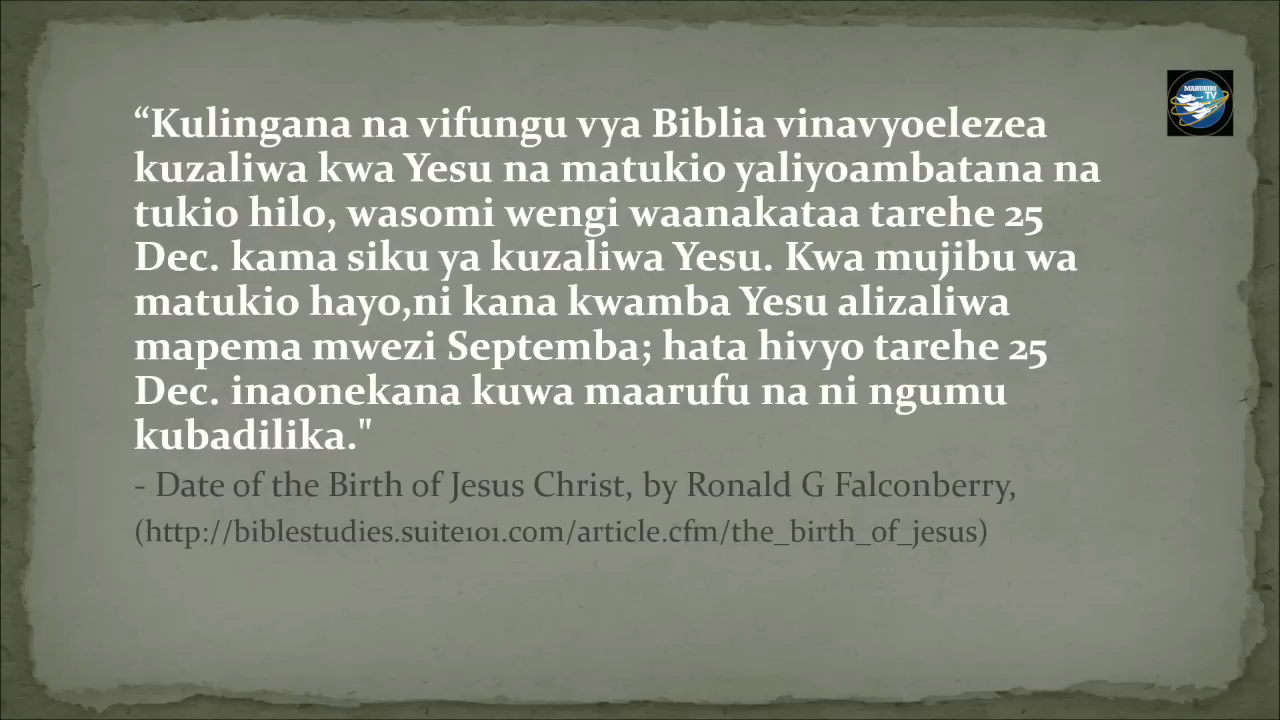 MAHUBIRI
TV
“Kulingana na vifungu vya Biblia vinavyoelezea
kuzaliwa kwa Yesu na matukio yaliyoambatana na
tukio hilo, wasomi wengi waanakataa tarehe 25
Dec. kama siku ya kuzaliwa Yesu. Kwa mujibu wa
matukio hayo,ni kana kwamba Yesu alizaliwa
mapema mwezi Septemba; hata hivyo tarehe 25
Dec. inaonekana kuwa maarufu na ni ngumu
kubadilika."
- Date of the Birth of Jesus Christ, by Ronald G Falconberry,
(http://biblestudies.suite101.com/article.cfm/the_birth_of_jesus)